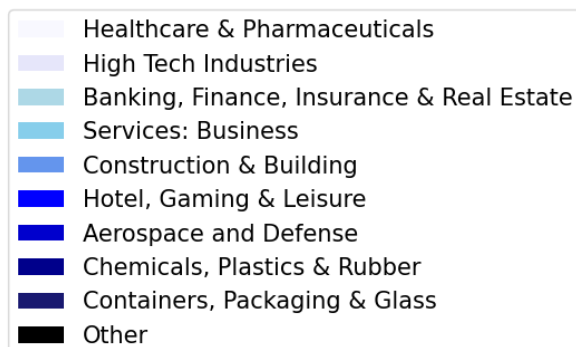 Healthcare & Pharmaceuticals
High Tech Industries
Banking, Finance, Insurance & Real Estate
Services: Business
Construction & Building
Hotel, Gaming & Leisure
Aerospace and Defense
Chemicals, Plastics & Rubber
Containers, Packaging & Glass
Other